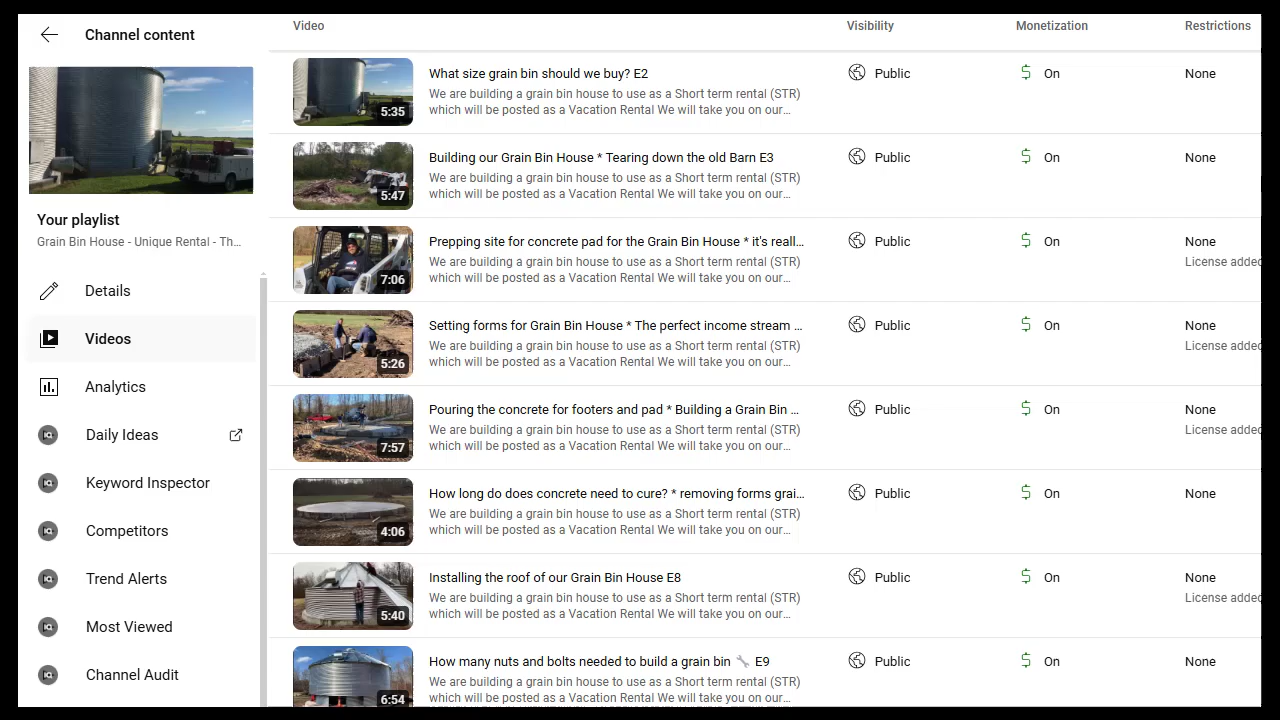 Channel content
Your playlist
Grain Bin House - Unique Rental - Th...
Details
Videos
Analytics
Daily Ideas
Keyword Inspector
Competitors
Trend Alerts
Most Viewed
Channel Audit
Video Visibility Monetization Restrictions
5:35
What size grain bin should we buy? E2
We are building a grain bin house to use as a Short term rental (STR)
which will be posted as a Vacation Rental We will take you on our...
Public On None
5:47
Building our Grain Bin House * Tearing down the old Barn E3
We are building a grain bin house to use as a Short term rental (STR)
which will be posted as a Vacation Rental We will take you on our...
Public On None
7:06
Prepping site for concrete pad for the Grain Bin House * it's reall...
We are building a grain bin house to use as a Short term rental (STR)
which will be posted as a Vacation Rental We will take you on our...
Public On None
License added
5:26
Setting forms for Grain Bin House * The perfect income stream ...
We are building a grain bin house to use as a Short term rental (STR)
which will be posted as a Vacation Rental We will take you on our...
Public On None
License added
7:57
Pouring the concrete for footers and pad * Building a Grain Bin ...
We are building a grain bin house to use as a Short term rental (STR)
which will be posted as a Vacation Rental We will take you on our...
Public On None
License added
4:06
How long do does concrete need to cure? * removing forms grai...
We are building a grain bin house to use as a Short term rental (STR)
which will be posted as a Vacation Rental We will take you on our...
Public On None
5:40
Installing the roof of our Grain Bin House E8
We are building a grain bin house to use as a Short term rental (STR)
which will be posted as a Vacation Rental We will take you on our...
Public On None
License added
6:54
How many nuts and bolts needed to build a grain bin 🔧 E9
We are building a grain bin house to use as a Short term rental (STR)
which will be posted as a Vacation Rental We will take you on our...
Public On None